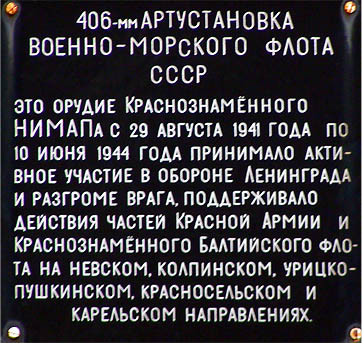 406-мм АРТУСТАНОВКА
ВОЕННО-МОРСКОГО ФЛОТА
СССР
ЭТО ОРУДИЕ КРАСНОЗНАМЁННОГО
НИМАПа С 29 АВГУСТА 1941 ГОДА ПО
10 ИЮНЯ 1944 ГОДА ПРИНИМАЛО АКТИ-
ВНОЕ УЧАСТИЕ В ОБОРОНЕ ЛЕНИНГРАДА
И РАЗГРОМЕ ВРАГА, ПОДДЕРЖИВАЛО
ДЕЙСТВИЯ ЧАСТЕЙ КРАСНОЙ АРМИИ И
КРАСНОЗНАМЁННОГО БАЛТИЙСКОГО ФЛО-
ТА НА НЕВСКОМ, КОЛПИНСКОМ, УРИЦКО-
ПУШКИНСКОМ, КРАСНОСЕЛЬСКОМ И
КАРЕЛЬСКОМ НАПРАВЛЕНИЯХ.